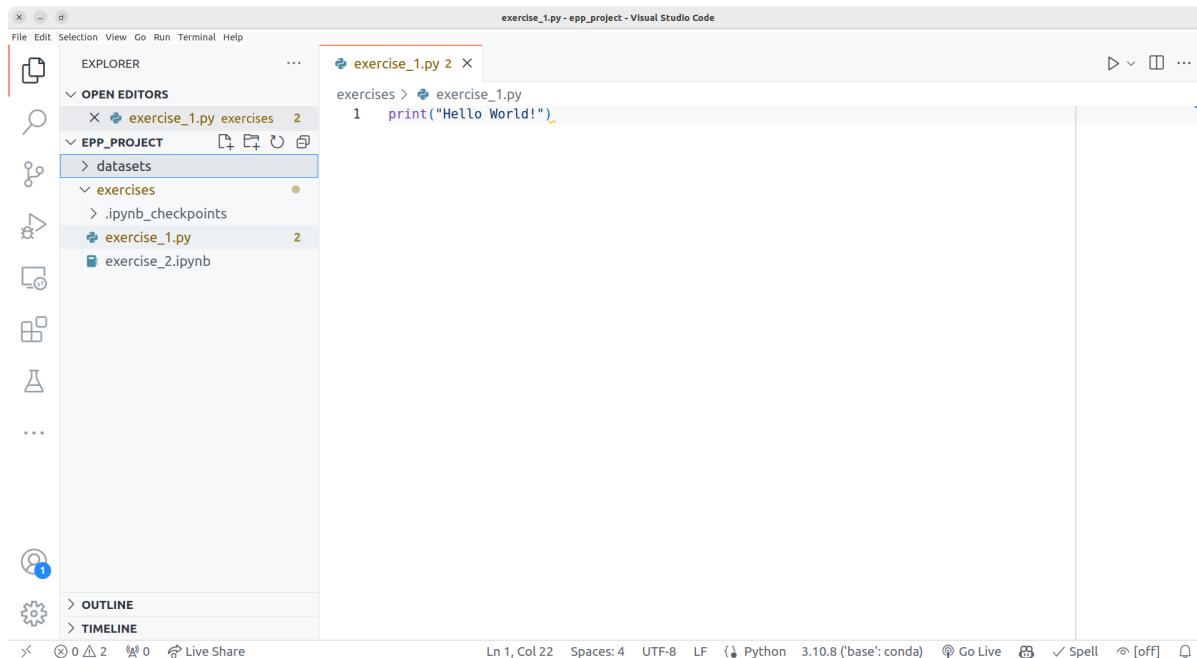 exercise_1.py - epp_project - Visual Studio Code
File Edit Selection View Go Run Terminal Help
EXPLORER
OPEN EDITORS
exercise_1.py exercises 2
EPP_PROJECT
datasets
exercises
.ipynb_checkpoints
exercise_1.py 2
exercise_2.ipynb
OUTLINE
TIMELINE
exercise_1.py 2
exercises > exercise_1.py
1 print("Hello World!")
1
0 2 0 Live Share Ln 1, Col 22 Spaces: 4 UTF-8 LF Python 3.10.8 ('base': conda) Go Live Spell [off]